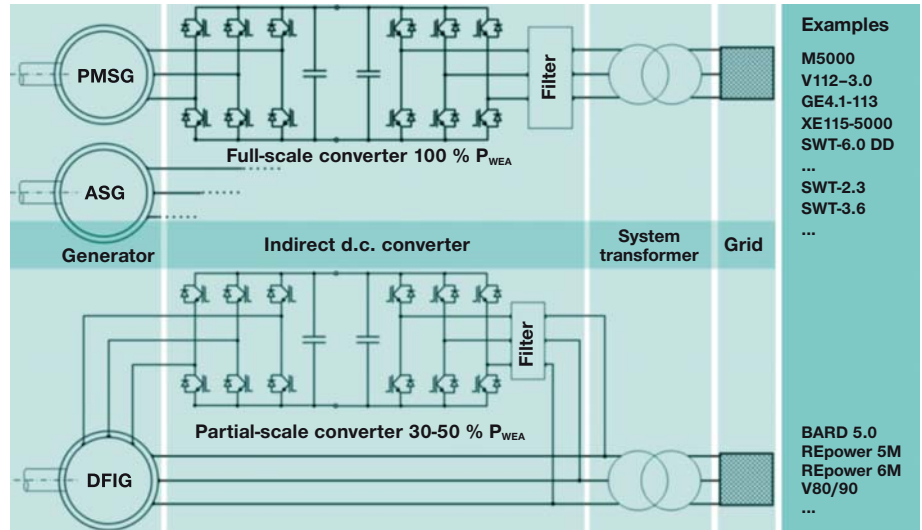 Examples
PMSG
Filter
M5000
V112–3.0
GE4.1-113
XE115-5000
SWT-6.0 DD
...
SWT-2.3
SWT-3.6
...
Full-scale converter 100 % PWEA
ASG
Generator
Indirect d.c. converter
System
transformer
Grid
Filter
Partial-scale converter 30-50 % PWEA
DFIG
BARD 5.0
REpower 5M
REpower 6M
V80/90
...